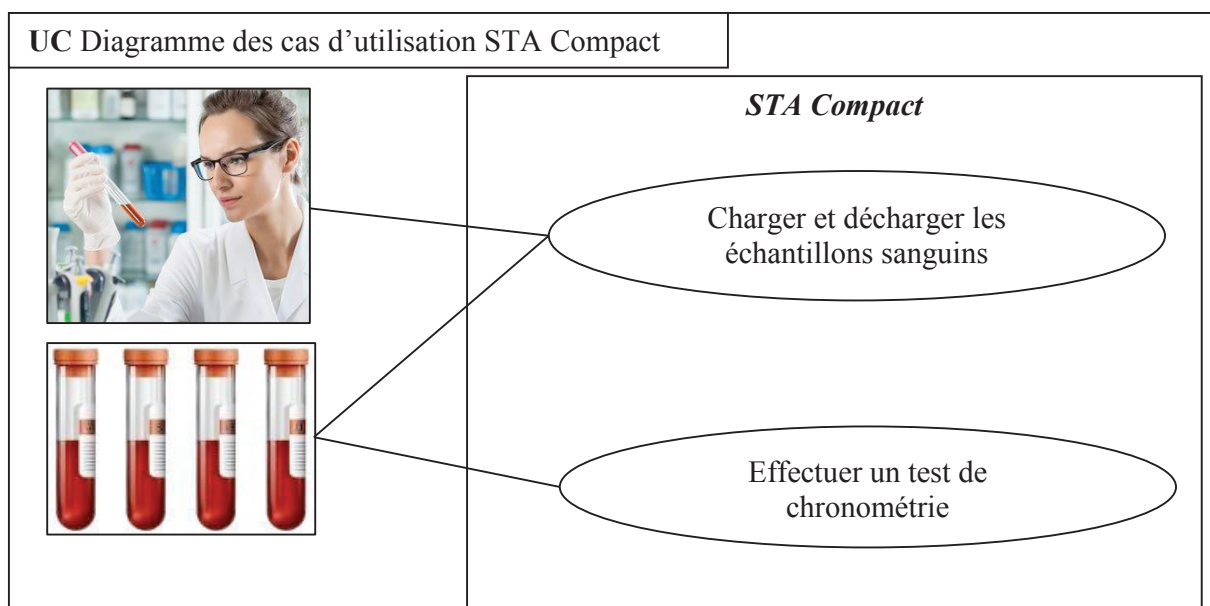 UC Diagramme des cas d’utilisation STA Compact
STA Compact
Charger et décharger les
échantillons sanguins
Effectuer un test de
chronométrie